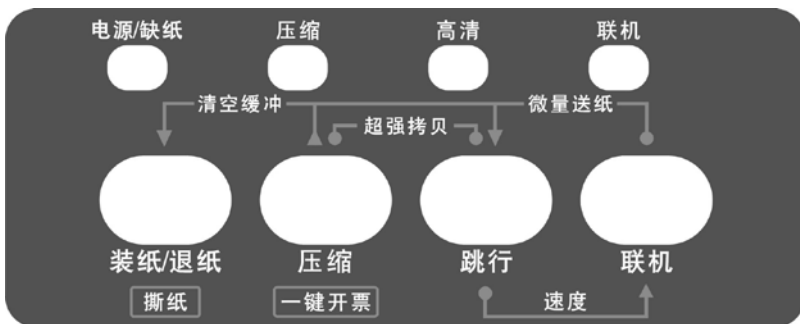 电源/缺纸 压缩 高清 联机
清空缓冲 微量送纸
超强拷贝
装纸/退纸 压缩 跳行 联机
撕纸 一键开票 速度